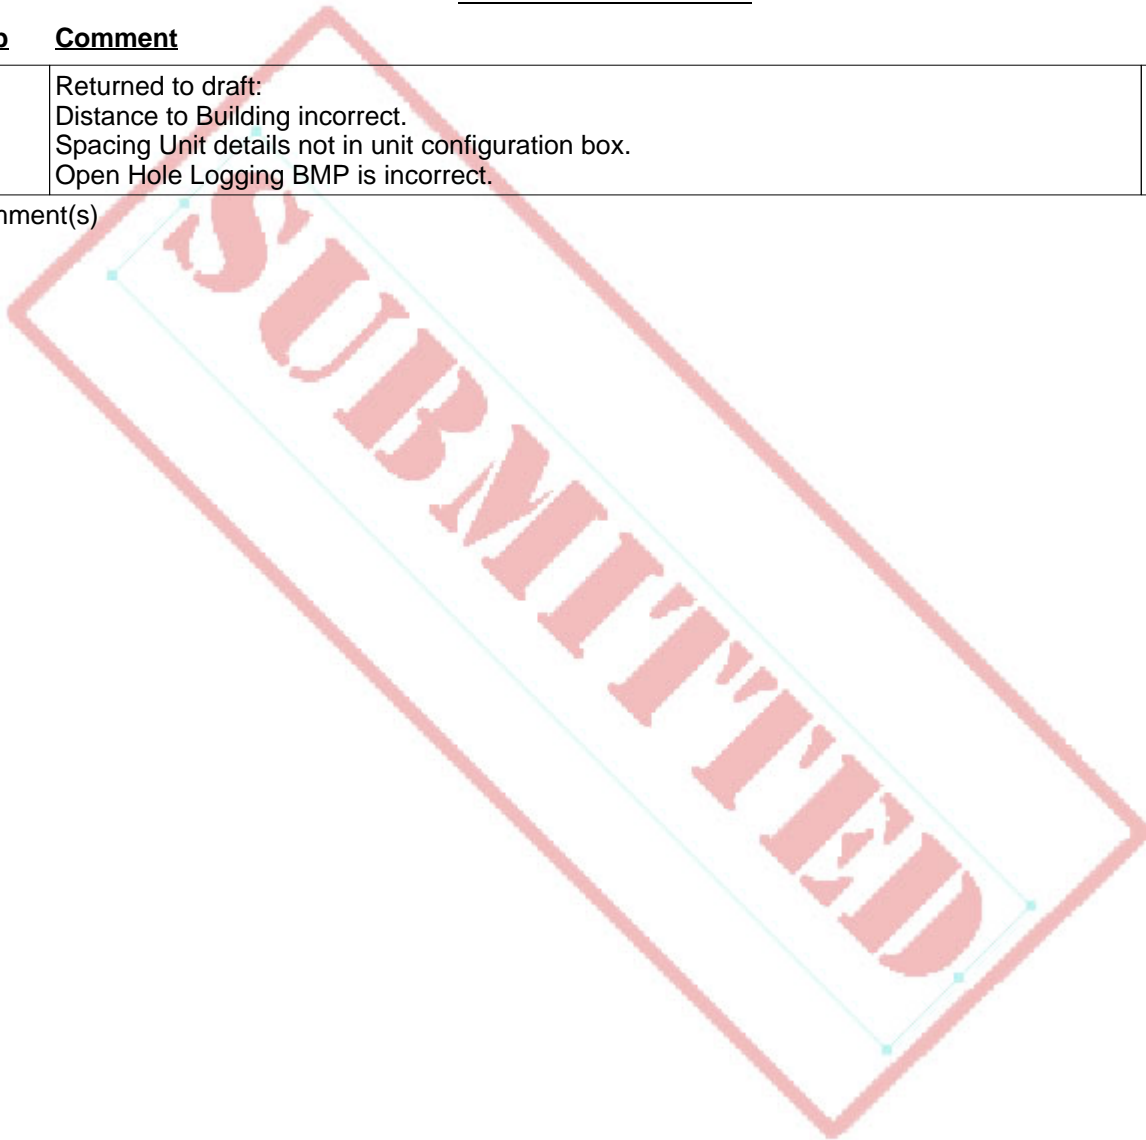 Comment
Returned to draft:
Distance to Building incorrect.
Spacing Unit details not in unit configuration box.
Open Hole Logging BMP is incorrect.
mment(s)
SUBMITTED